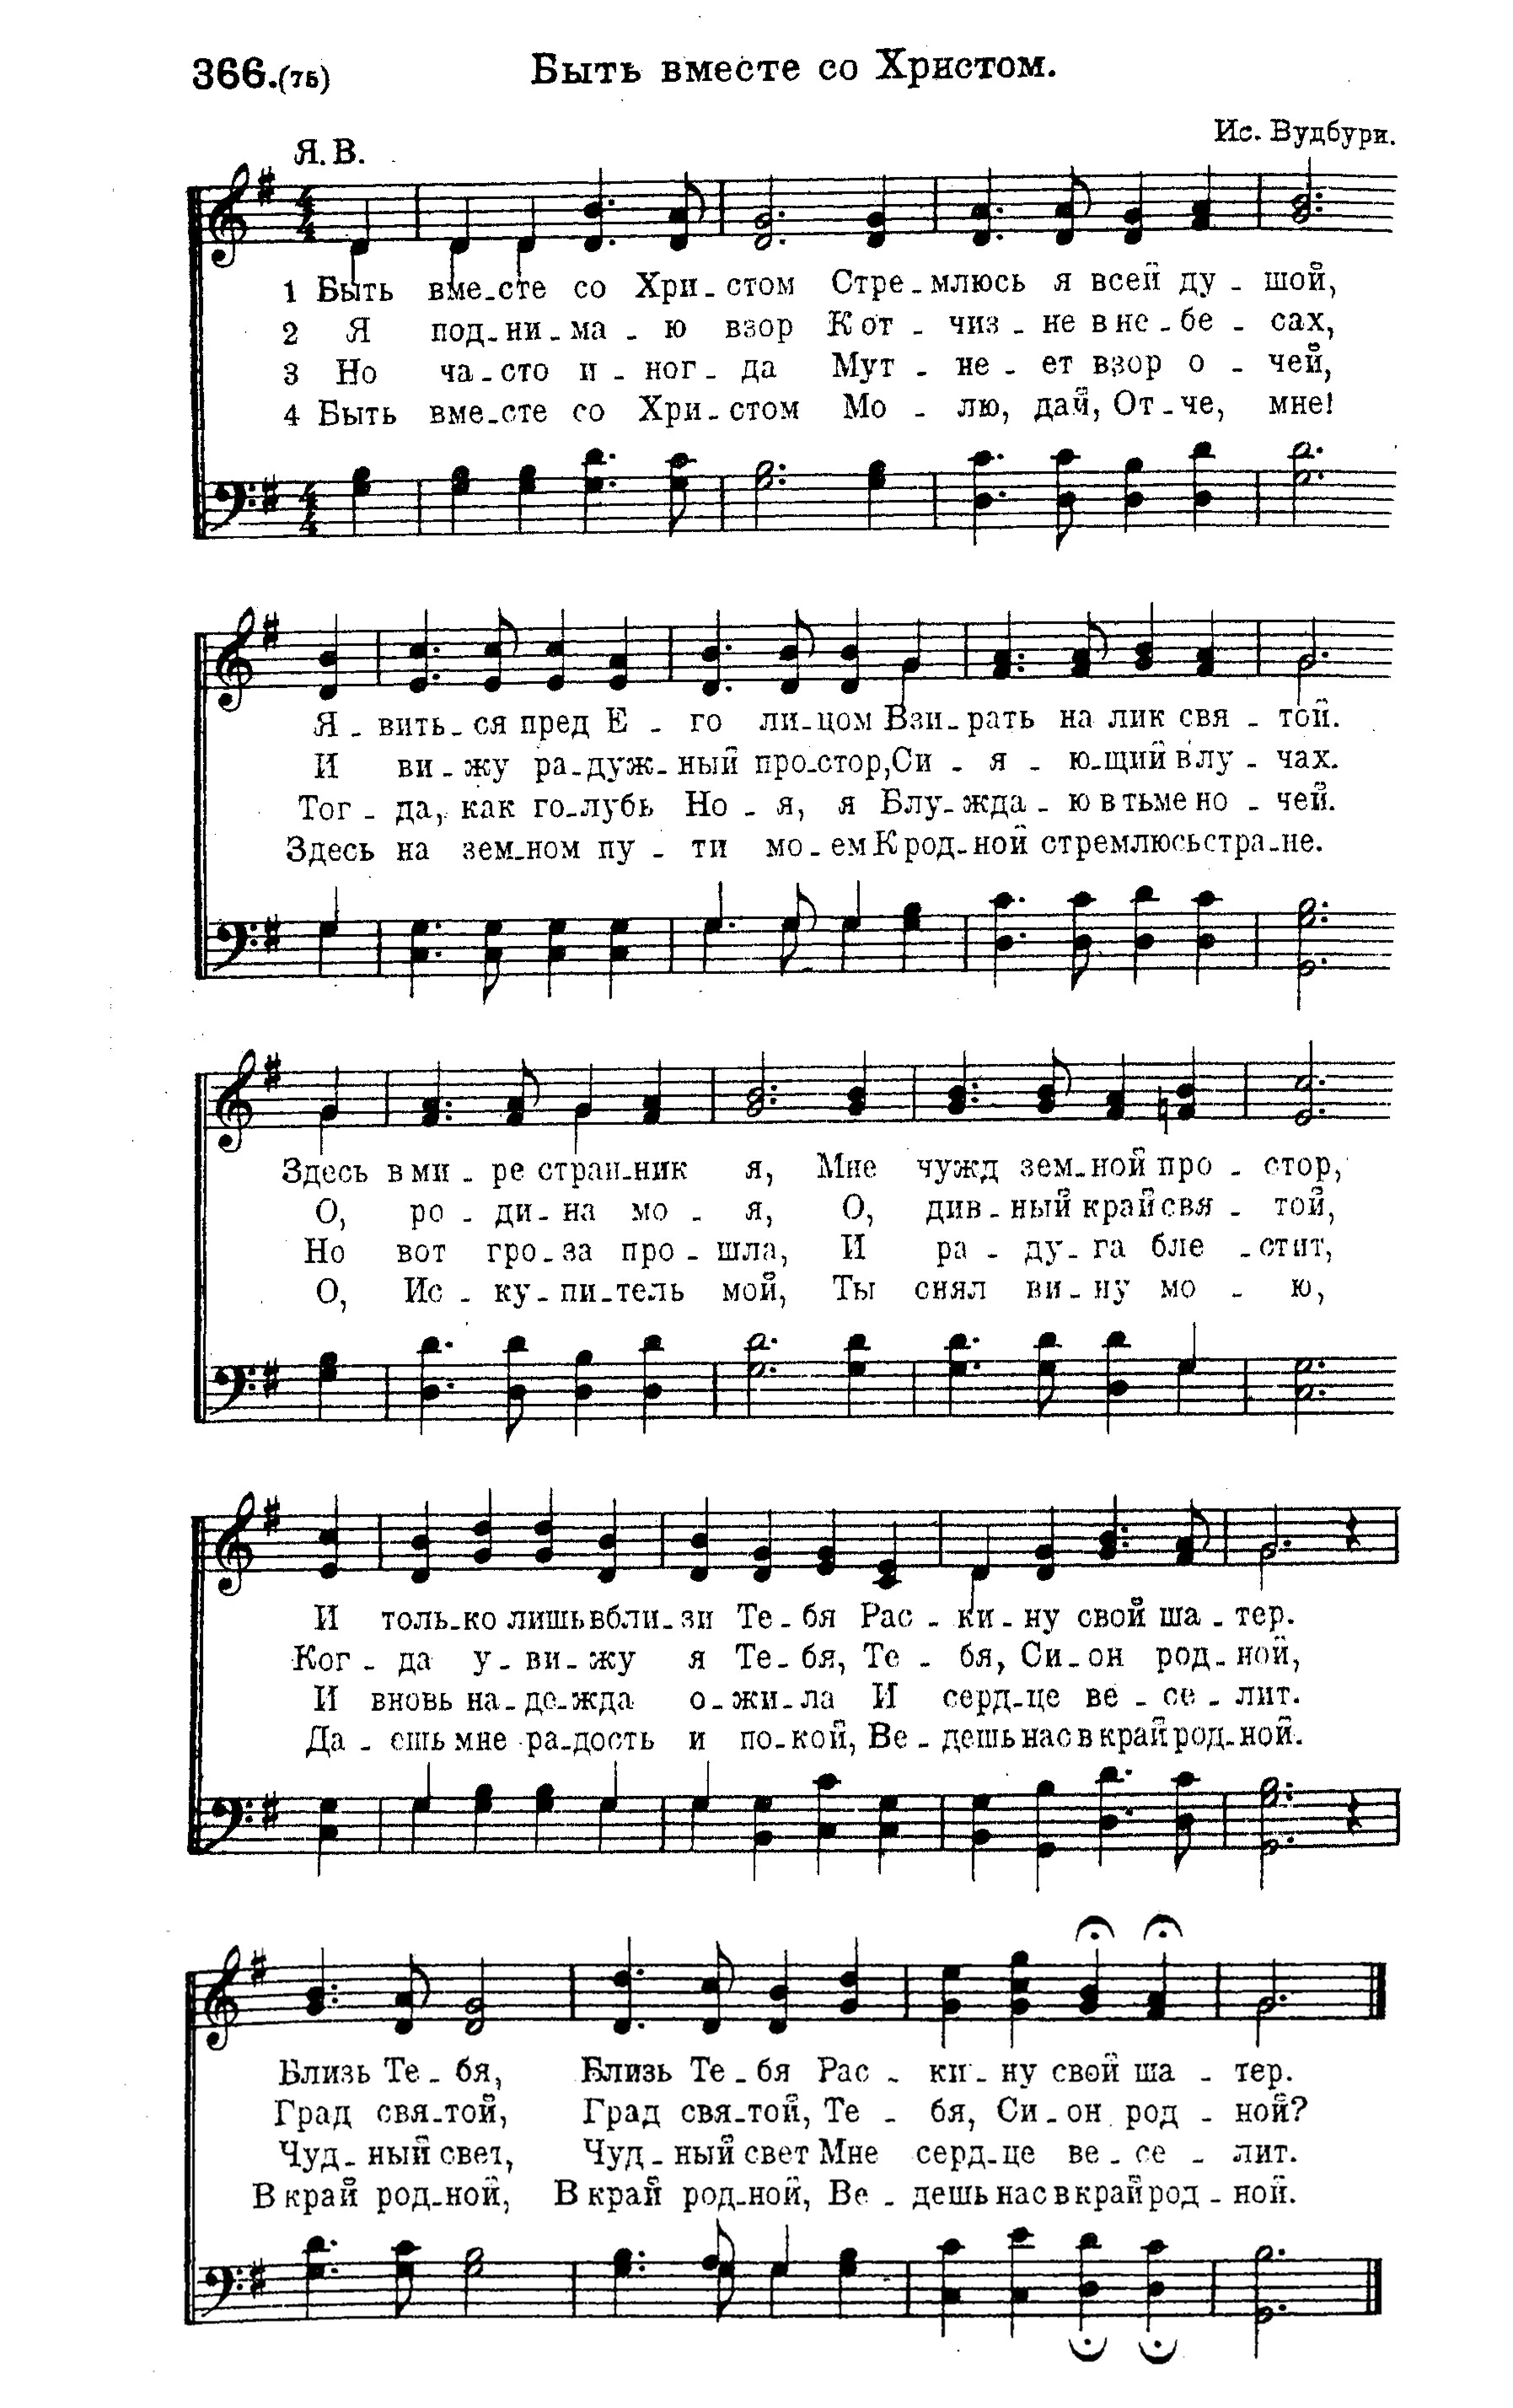 366.(75) Быть вместе со Христом.
Я. В. Ис. Вудбури.
1 Быть вме-сте со Хри-стом Стре-млюсь я всей ду-шой,
2 Я под-ни-ма-ю взор К от-чиз-не в не-бе-сах,
3 Но ча-сто и-ног-да Мут-не-ет взор о-чей,
4 Быть вме-сте со Хри-стом Мо-лю, дай, От-че, мне!
Я-вить-ся пред Е-го ли-цом Взи-рать на лик свя-той.
И ви-жу ра-дуж-ный про-стор, Си-я-ю-щий в лу-чах.
Тог-да, как го-лубь Но-я, я Блу-жда-ю в тьме но-чей.
Здесь на зем-ном пу-ти мо-ем К род-ной стремлюсь стра-не.
Здесь в ми-ре стран-ник я, Мне чужд зем-ной про-стор,
О, ро-ди-на мо-я, О, див-ный край свя-той,
Но вот гро-за про-шла, И ра-ду-га бле-стит,
О, Ис-ку-пи-тель мой, Ты снял ви-ну мо-ю,
И толь-ко лишь вбли-зи Те-бя Рас-ки-ну свой ша-тер.
Ког-да у-ви-жу я Те-бя, Те-бя, Си-он род-ной,
И вновь на-де-жда о-жи-ла И серд-це ве-се-лит.
Да-ешь мне ра-дость и по-кой, Ве-дешь нас в край род-ной.
Близь Те-бя, Близь Те-бя Рас-ки-ну свой ша-тер.
Град свя-той, Град свя-той, Те-бя, Си-он род-ной?
Чуд-ный свет, Чуд-ный свет Мне серд-це ве-се-лит.
В край род-ной, В край род-ной, Ве-дешь нас в край род-ной.